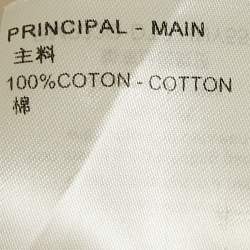 PRINCIPAL - MAIN
主料
100%COTON - COTTON
棉